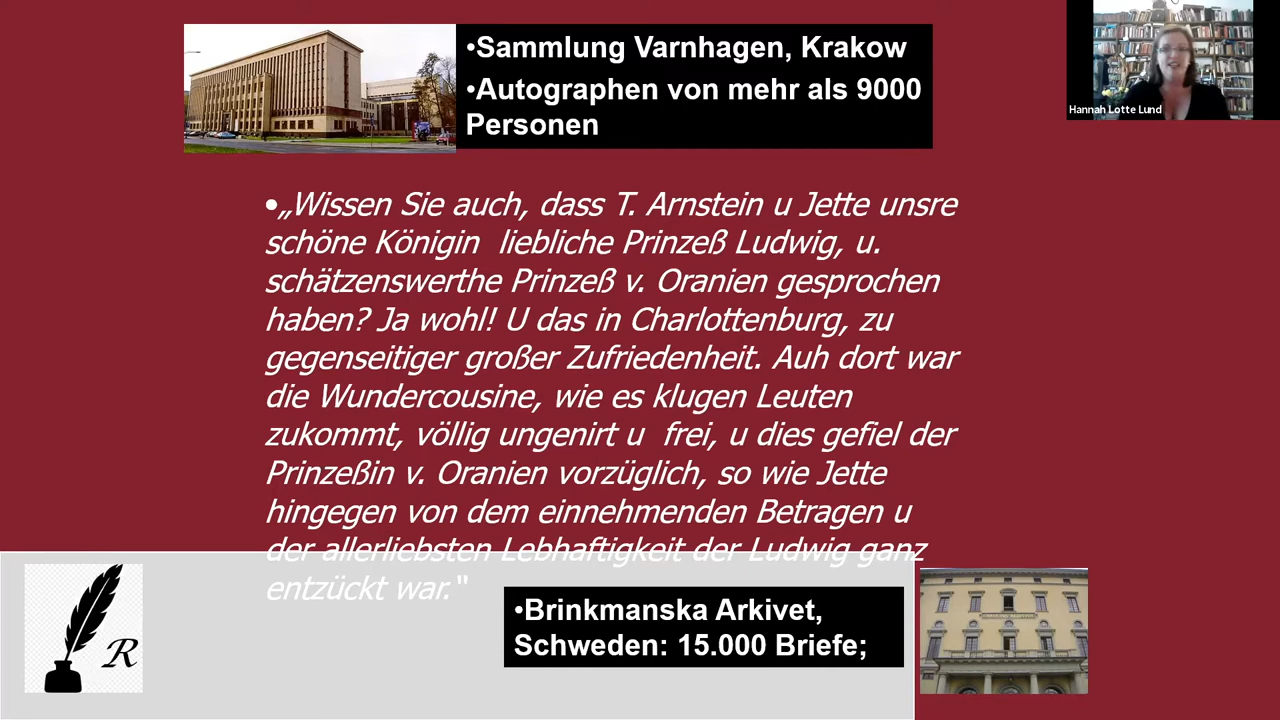 •Sammlung Varnhagen, Krakow
•Autographen von mehr als 9000
Personen
Hannah Lotte Lund
•„Wissen Sie auch, dass T. Arnstein u Jette unsre
schöne Königin liebliche Prinzeß Ludwig, u.
schätzenswerthe Prinzeß v. Oranien gesprochen
haben? Ja wohl! U das in Charlottenburg, zu
gegenseitiger großer Zufriedenheit. Auh dort war
die Wundercousine, wie es klugen Leuten
zukommt, völlig ungenirt u frei, u dies gefiel der
Prinzeßin v. Oranien vorzüglich, so wie Jette
hingegen von dem einnehmenden Betragen u
der allerliebsten Lebhaftigkeit der Ludwig ganz
entzückt war."
•Brinkmanska Arkivet,
Schweden: 15.000 Briefe;
R